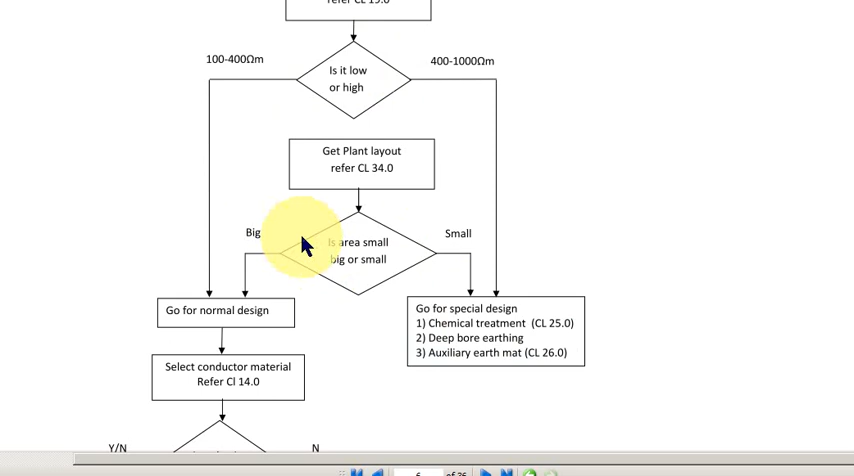 refer CL 19.0
100-400Ωm
400-1000Ωm
Is it low
or high
Get Plant layout
refer CL 34.0
Big
Is area small
big or small
Small
Go for normal design
Go for special design
1) Chemical treatment (CL 25.0)
2) Deep bore earthing
3) Auxiliary earth mat (CL 26.0)
Select conductor material
Refer Cl 14.0
Y/N
N
6
of 36